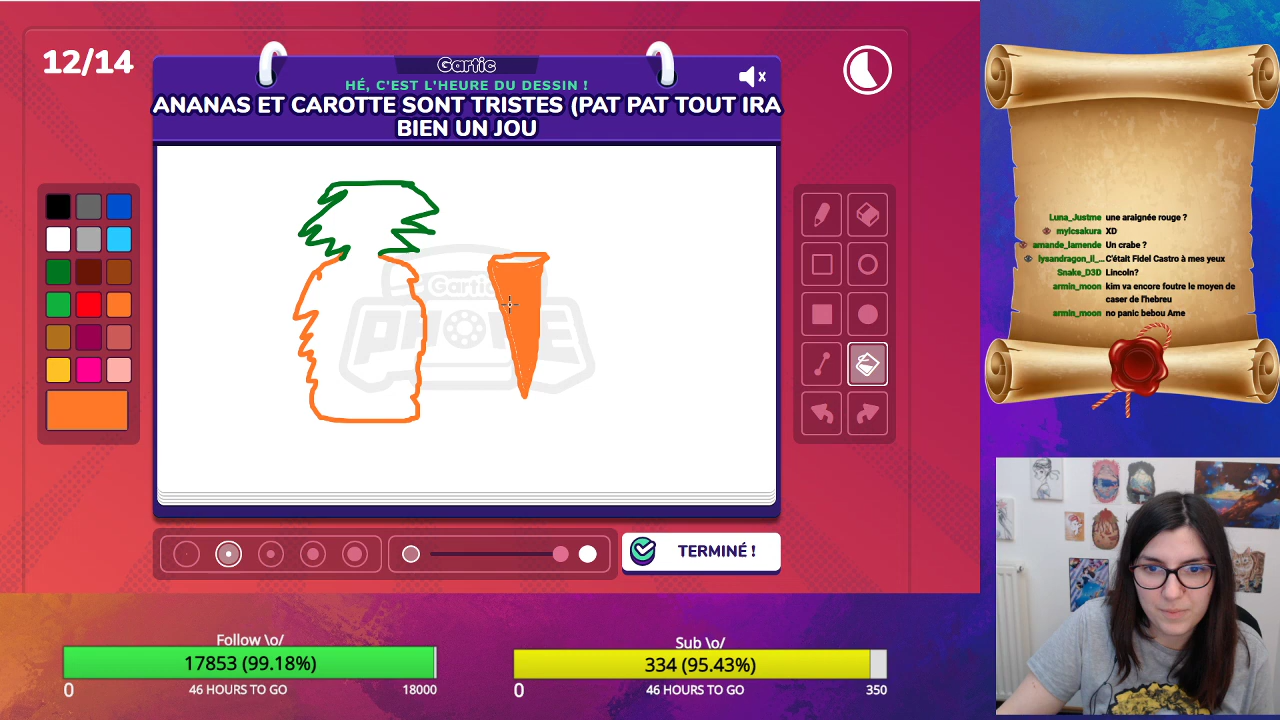 12/14
Gartic
HÉ, C'EST L'HEURE DU DESSIN !
ANANAS ET CAROTTE SONT TRISTES (PAT PAT TOUT IRA
BIEN UN JOU
Gartic
PHONE
TERMINÉ !
Luna_Justme une araignée rouge ?
mylcsakura XD
amande_lamende Un crabe ?
lysandragon_il_... C'était Fidel Castro à mes yeux
Snake_D3D Lincoln?
armin_moon kim va encore foutre le moyen de
caser de l'hebreu
armin_moon no panic bebou Ame
Follow \o/
17853 (99.18%)
0 46 HOURS TO GO 18000
Sub \o/
334 (95.43%)
0 46 HOURS TO GO 350